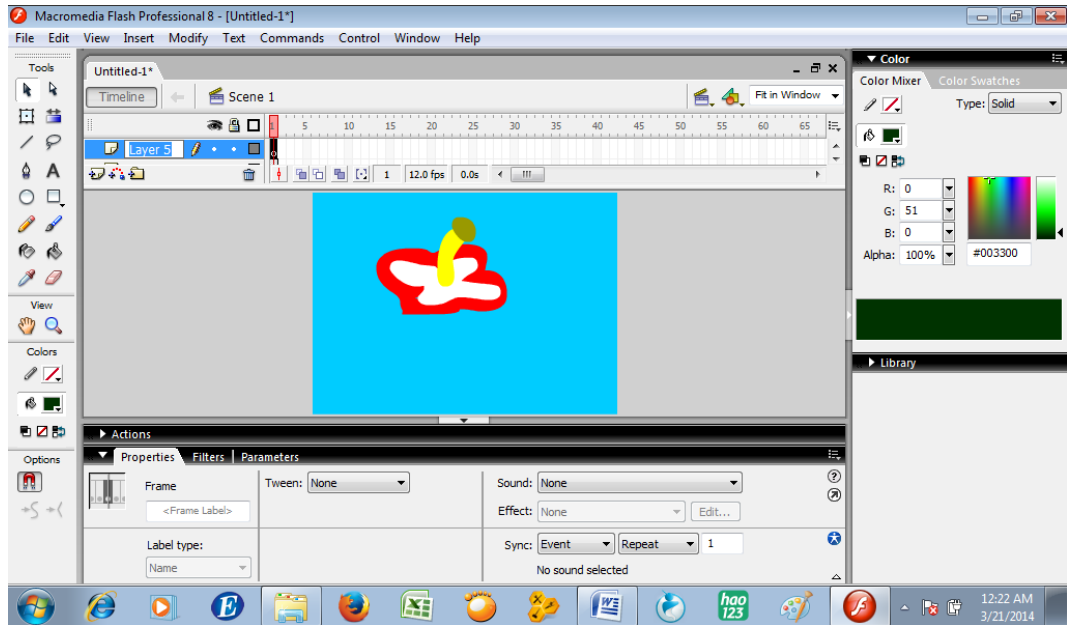 Macromedia Flash Professional 8 - [Untitled-1*]
File Edit View Insert Modify Text Commands Control Window Help
Tools
View
Colors
Options
Untitled-1*
Timeline
Scene 1
Fit in Window
1 5 10 15 20 25 30 35 40 45 50 55 60 65
Layer 5
1 12.0 fps 0.0s
Color
Color Mixer Color Swatches
Type: Solid
R: 0
G: 51
B: 0
Alpha: 100% #003300
Library
Actions
Properties Filters Parameters
Frame
<Frame Label>
Label type:
Name
Tween: None
Sound: None
Effect: None Edit...
Sync: Event Repeat 1
No sound selected
hao
123
12:22 AM
3/21/2014